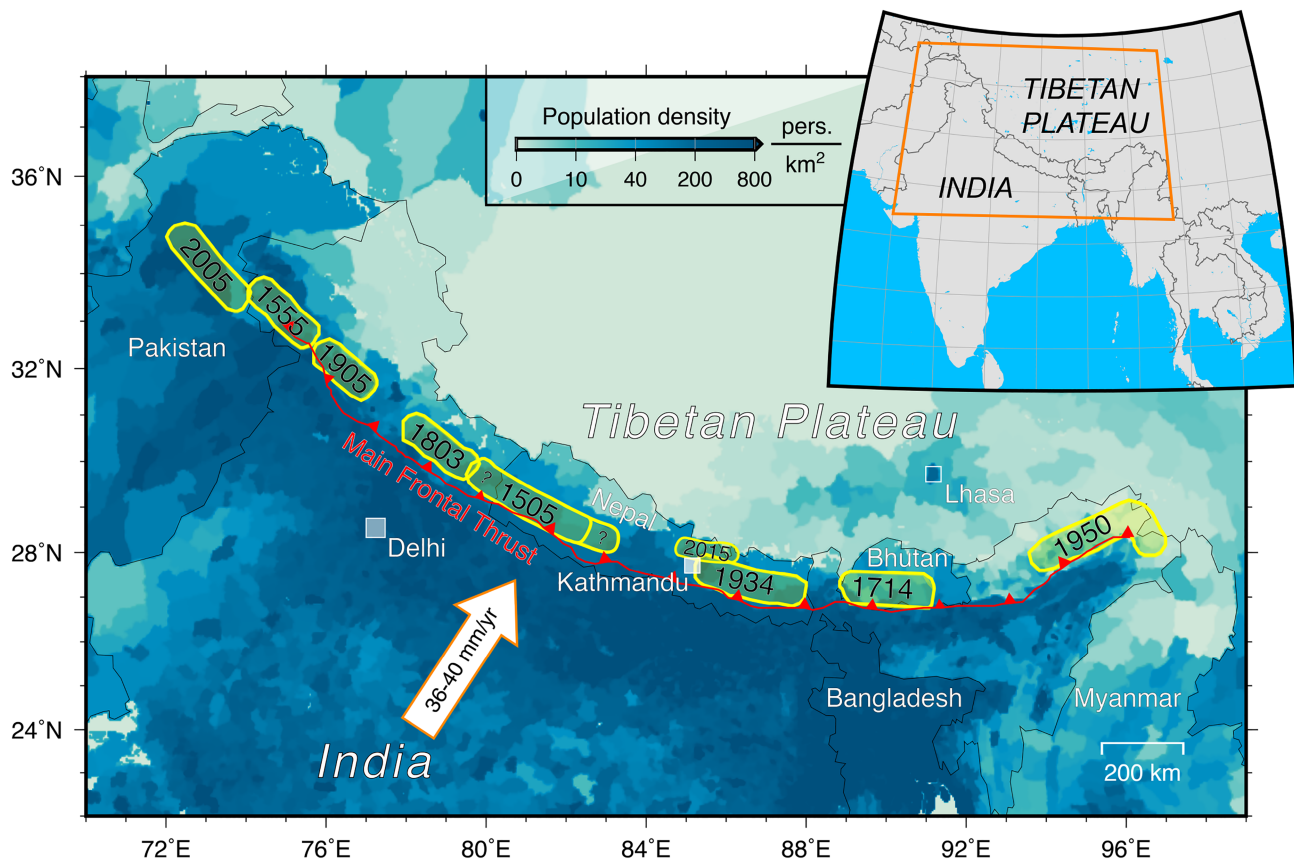 TIBETAN
PLATEAU
INDIA
Population density
pers.
km2
0 10 40 200 800
36°N
32°N
28°N
24°N
2005
1555
1905
Pakistan
1803
?
1505
?
Main Frontal Thrust
Tibetan Plateau
Nepal
Lhasa
Delhi
2015
Kathmandu
1934
Bhutan
1714
1950
36-40 mm/yr
India
Bangladesh
Myanmar
200 km
72°E 76°E 80°E 84°E 88°E 92°E 96°E